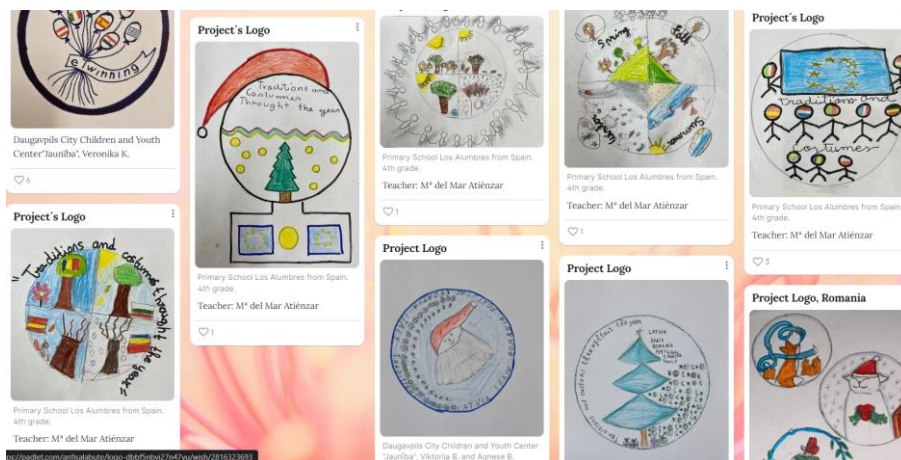 eTwinning
Daugavpils City Children and Youth
Center"Jauniba", Veronika K.
6
Project´s Logo
"Traditions and costumes throught the year"
Primary School Los Alumbres from Spain.
4th grade.
Teacher: Mª del Mar Atiénzar
Project´s Logo
Traditions and
Costumes
Throught the year
Primary School Los Alumbres from Spain.
4th grade.
Teacher: Mª del Mar Atiénzar
1
Primary School Los Alumbres from Spain.
4th grade.
Teacher: Mª del Mar Atiénzar
1
Project Logo
LATVIA
Daugavpils City Children and Youth Center
"Jauniba", Viktorija B. and Agnese B.
Spring
Fall
Winter
Summer
Primary School Los Alumbres from Spain.
4th grade.
Teacher: Mª del Mar Atiénzar
1
Project Logo
LATVIA
Project´s Logo
Traditions and
Costumes
Primary School Los Alumbres from Spain.
4th grade.
Teacher: Mª del Mar Atiénzar
3
Project Logo, Romania